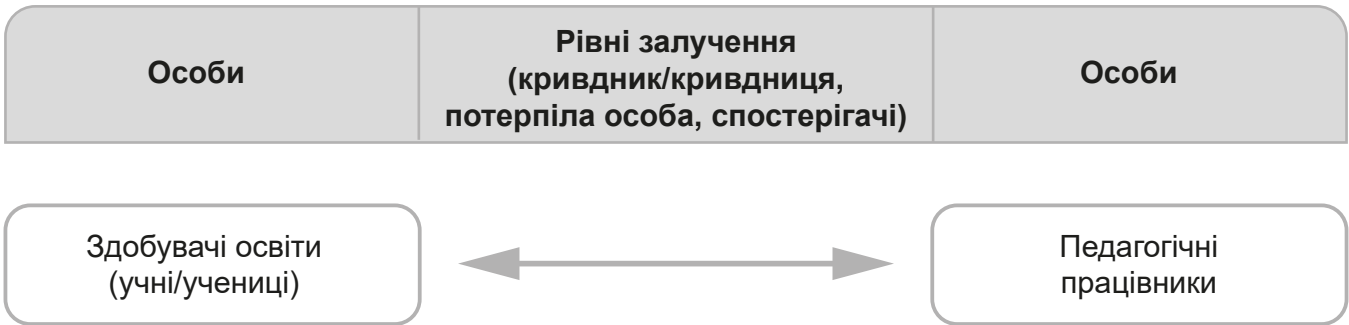 Особи
Рівні залучення
(кривдник/кривдниця,
потерпіла особа, спостерігачі)
Особи
Здобувачі освіти
(учні/учениці)
Педагогічні
працівники